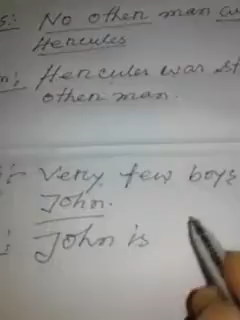 s: No other man
Hercules
n: Hercules was
other man.
:- Very few boys
John.
: John is